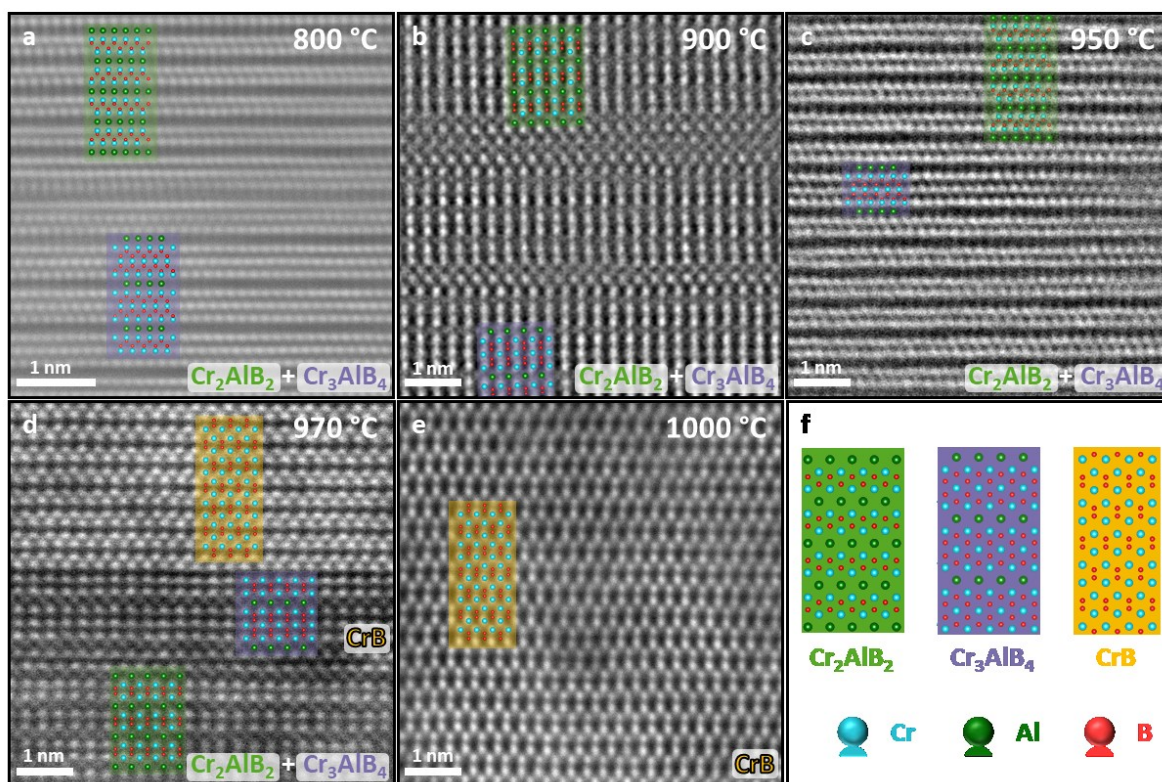 a 800 °C
1 nm Cr₂AlB₂ + Cr₃AlB₄
b 900 °C
1 nm Cr₂AlB₂ + Cr₃AlB₄
c 950 °C
1 nm Cr₂AlB₂ + Cr₃AlB₄
d 970 °C
CrB
1 nm Cr₂AlB₂ + Cr₃AlB₄
e 1000 °C
1 nm CrB
f
Cr₂AlB₂ Cr₃AlB₄ CrB
Cr Al B